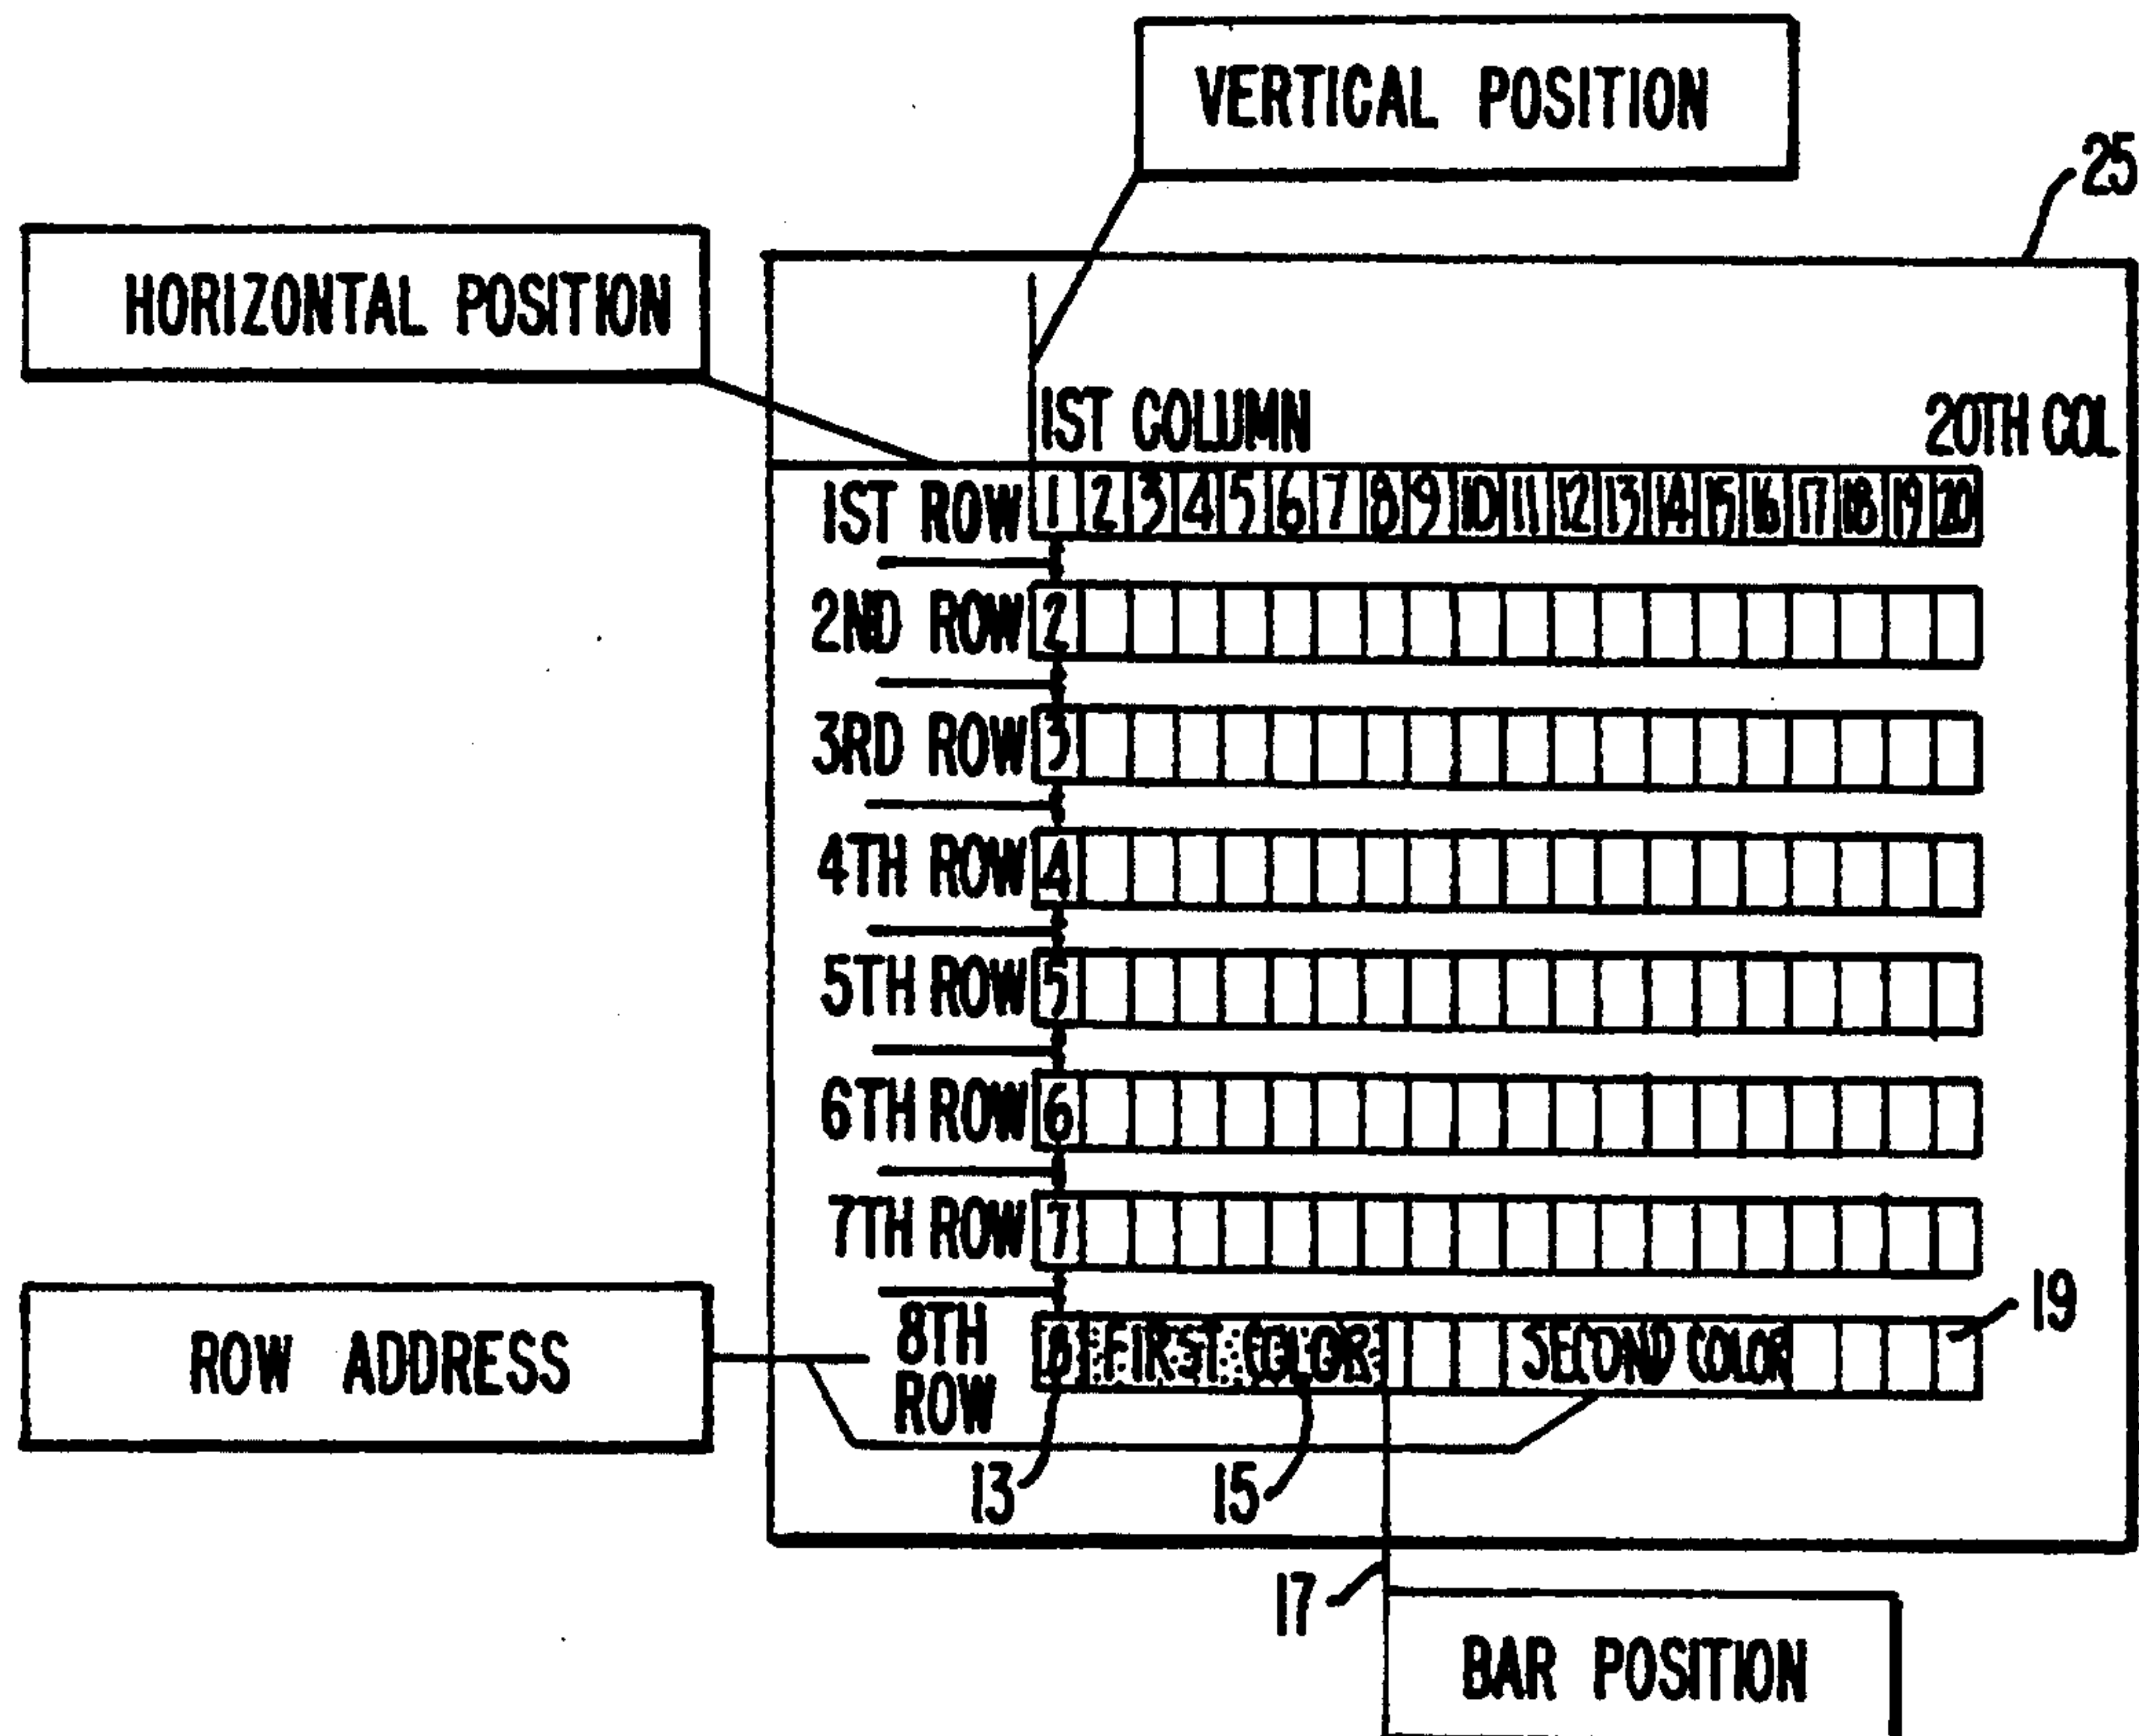 VERTICAL POSITION
25
HORIZONTAL POSITION
1ST COLUMN 20TH COL
1ST ROW 1 2 3 4 5 6 7 8 9 10 11 12 13 14 15 16 17 18 19 20
2ND ROW 2
3RD ROW 3
4TH ROW 4
5TH ROW 5
6TH ROW 6
7TH ROW 7
19
ROW ADDRESS
8TH ROW 8 FIRST COLOR SECOND COLOR
13 15
17
BAR POSITION